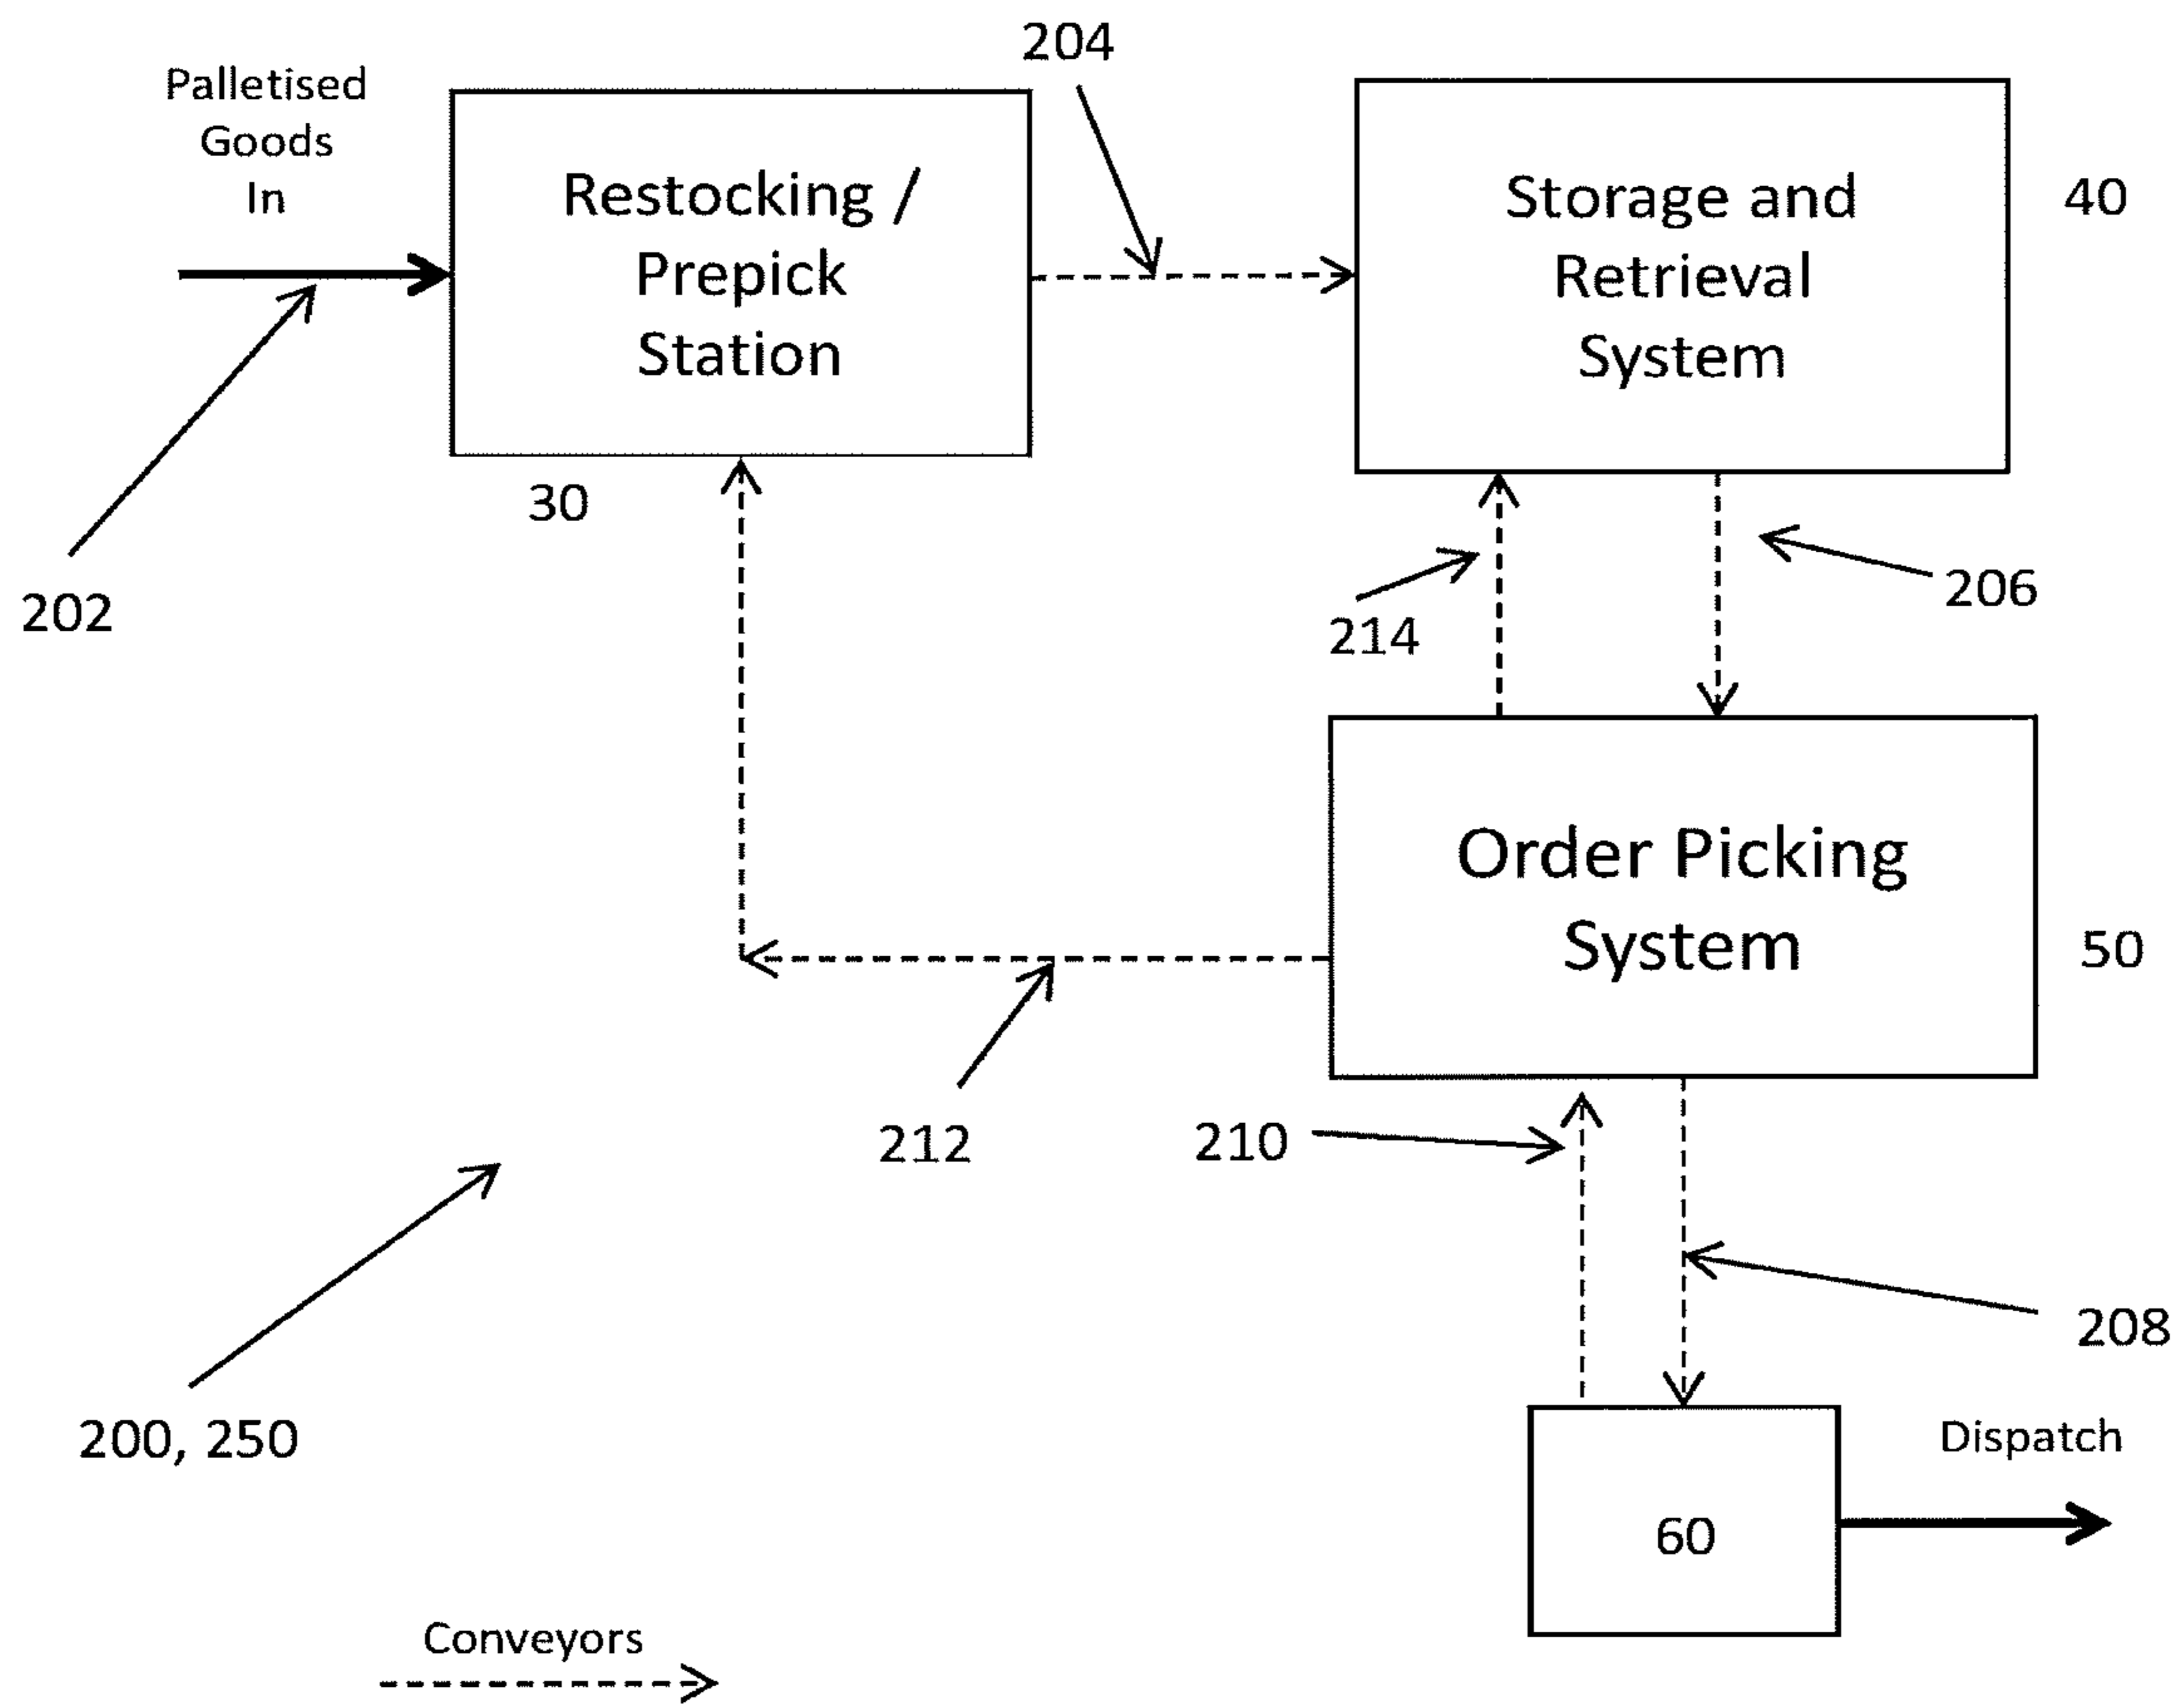 204
Palletised
Goods
In
Restocking /
Prepick
Station
Storage and
Retrieval
System
40
30
202
214
206
Order Picking
System
50
212
210
208
200, 250
Dispatch
60
Conveyors